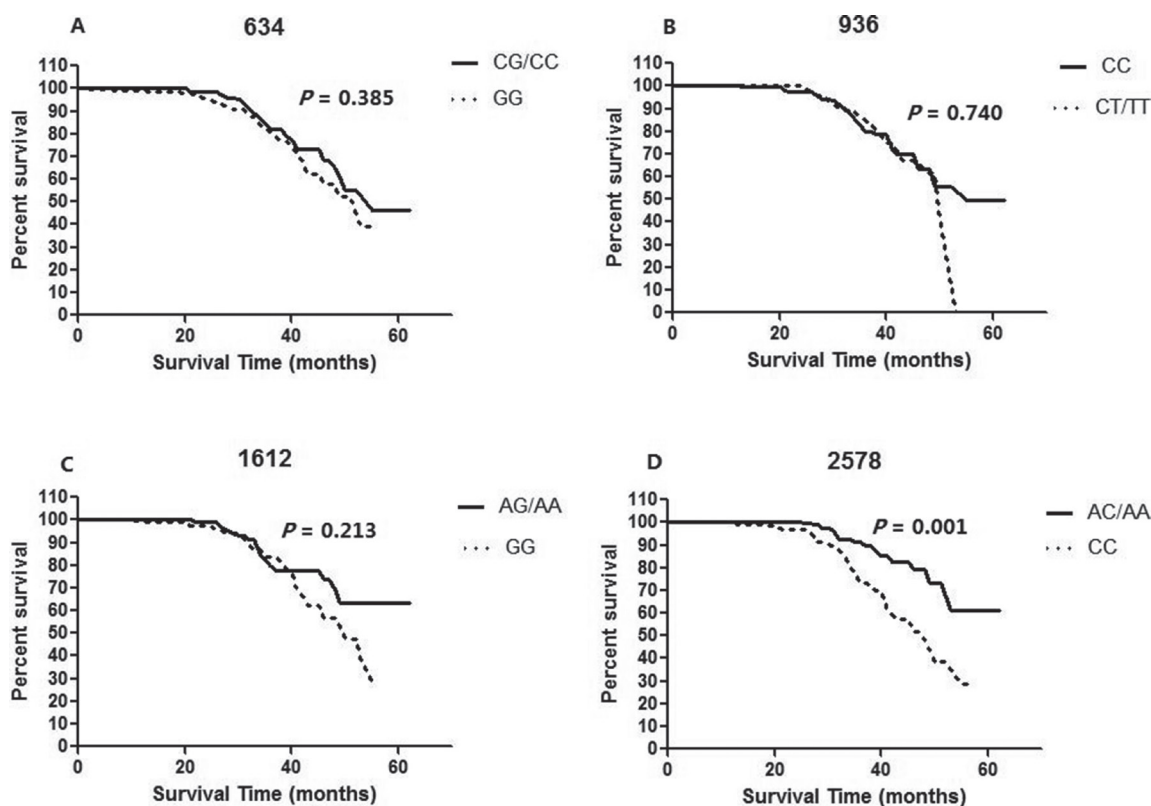 A
634
CG/CC
GG
P = 0.385
110
100
90
80
70
60
50
40
30
20
10
0
Percent survival
0 20 40 60
Survival Time (months)
B
936
CC
CT/TT
P = 0.740
110
100
90
80
70
60
50
40
30
20
10
0
Percent survival
0 20 40 60
Survival Time (months)
C
1612
AG/AA
GG
P = 0.213
110
100
90
80
70
60
50
40
30
20
10
0
Percent survival
0 20 40 60
Survival Time (months)
D
2578
AC/AA
CC
P = 0.001
110
100
90
80
70
60
50
40
30
20
10
0
Percent survival
0 20 40 60
Survival Time (months)